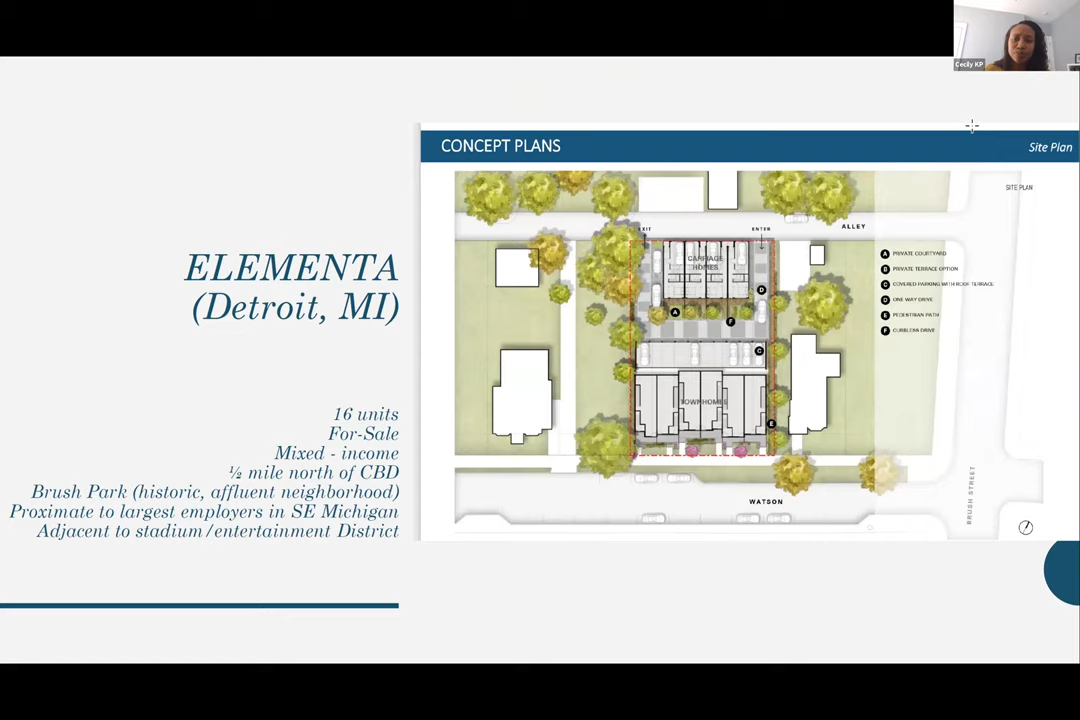 Cecily KP
CONCEPT PLANS
Site Plan
SITE PLAN
ALLEY
EXIT
ENTER
CARRIAGE
HOMES
A PRIVATE COURTYARD
B PRIVATE TERRACE OPTION
C COVERED PARKING WITH ROOF TERRACE
D ONE WAY DRIVE
E PEDESTRIAN PATH
F CURBLESS DRIVE
D
A
F
C
TOWNHOMES
E
WATSON
BRUSH STREET
ELEMENTA
(Detroit, MI)
16 units
For-Sale
Mixed - income
½ mile north of CBD
Brush Park (historic, affluent neighborhood)
Proximate to largest employers in SE Michigan
Adjacent to stadium/entertainment District